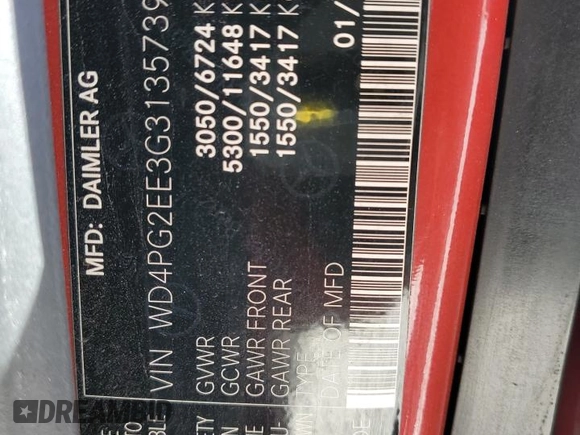 MFD: DAIMLER AG
VIN WD4PG2EE3G3135739
GVWR 3050/6724
GCWR 5300/11648 K
GAWR FRONT 1550/3417 K
GAWR REAR 1550/3417 K
DATE OF MFD 01/
DREAMBID